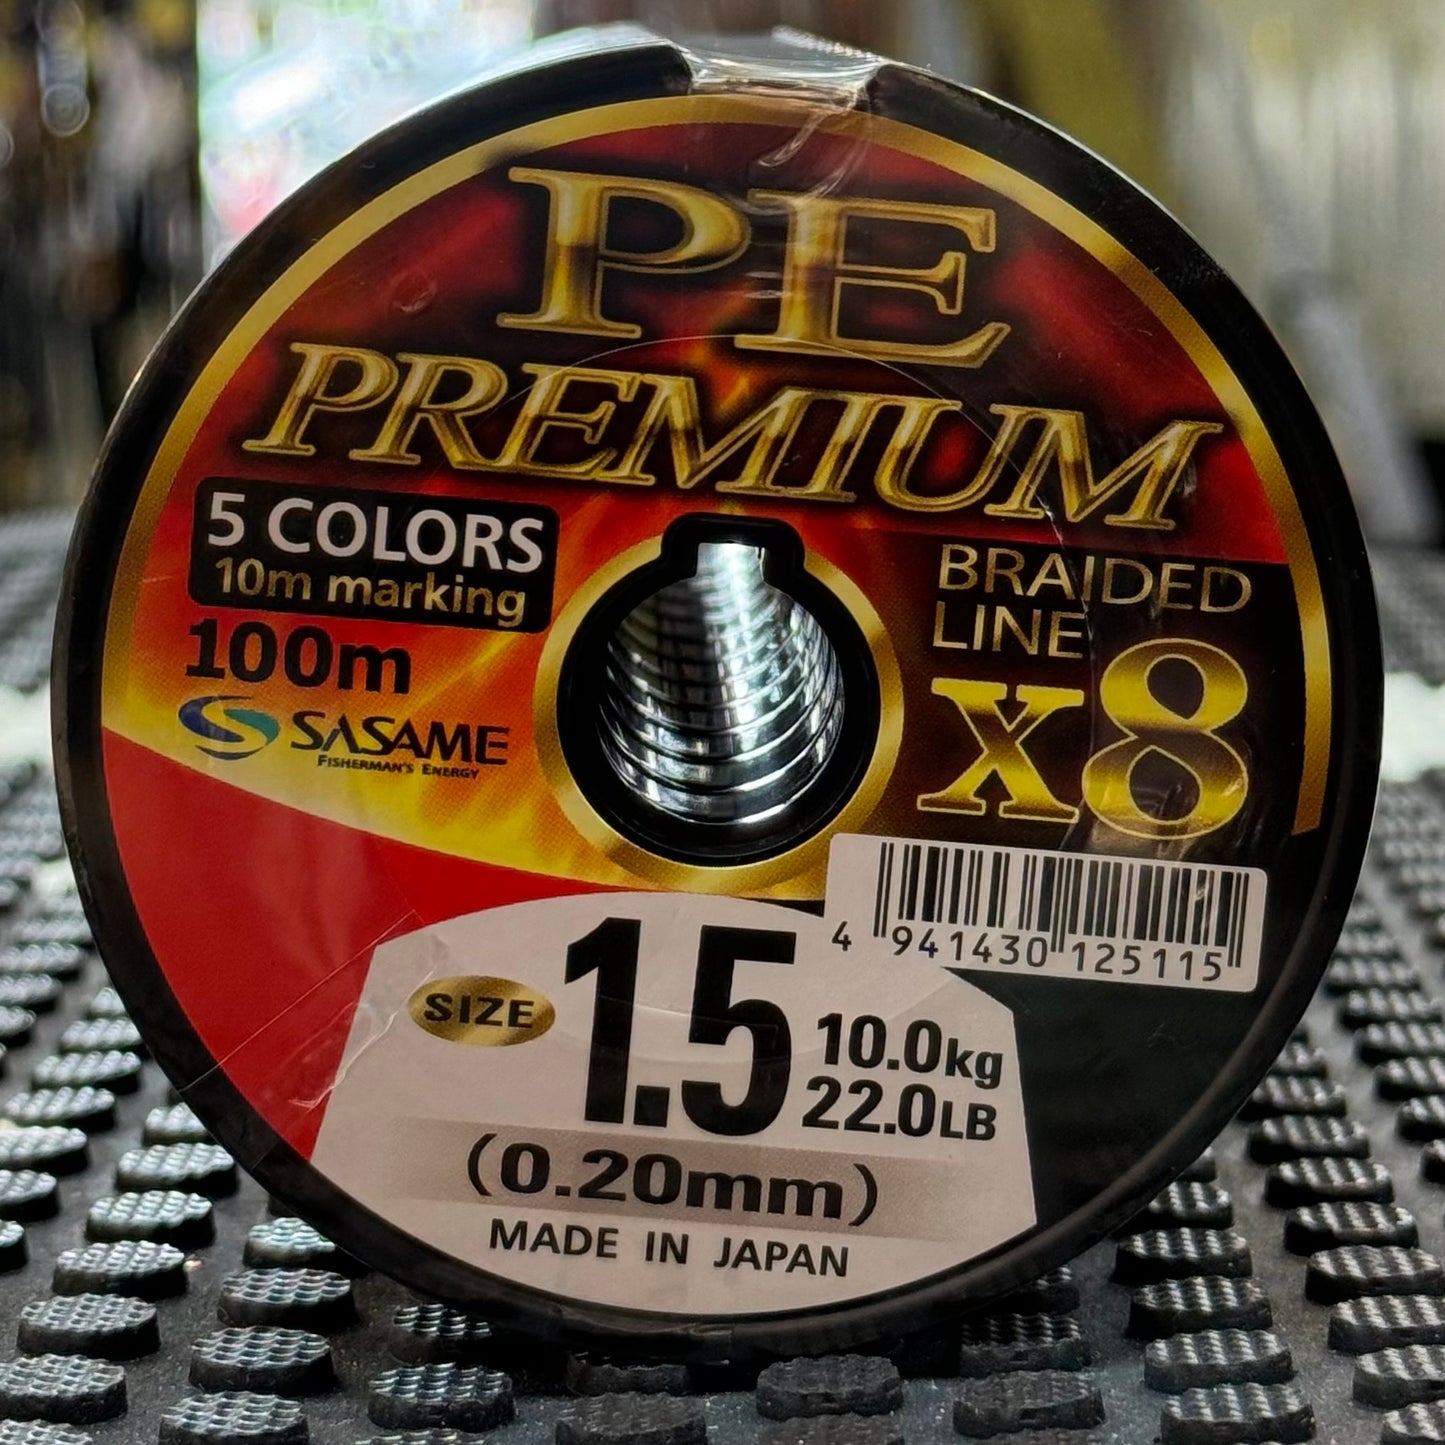 PE
PREMIUM
5 COLORS
10m marking
100m
SASAME
FISHERMAN'S ENERGY
BRAIDED
LINE
x8
4 941430 125115
SIZE
1.5
10.0kg
22.0LB
(0.20mm)
MADE IN JAPAN